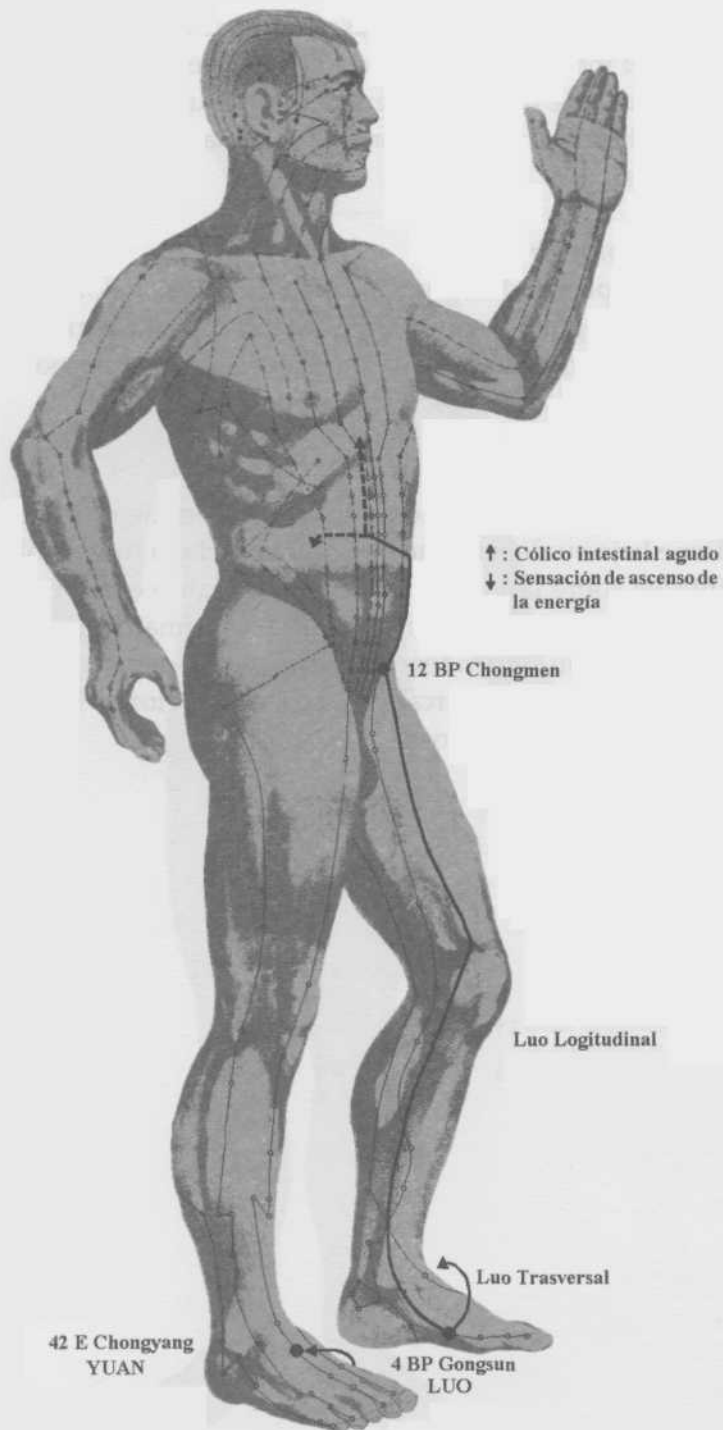 ↑ : Cólico intestinal agudo
↓ : Sensación de ascenso de
la energía
12 BP Chongmen
Luo Logitudinal
Luo Trasversal
42 E Chongyang
YUAN
4 BP Gongsun
LUO